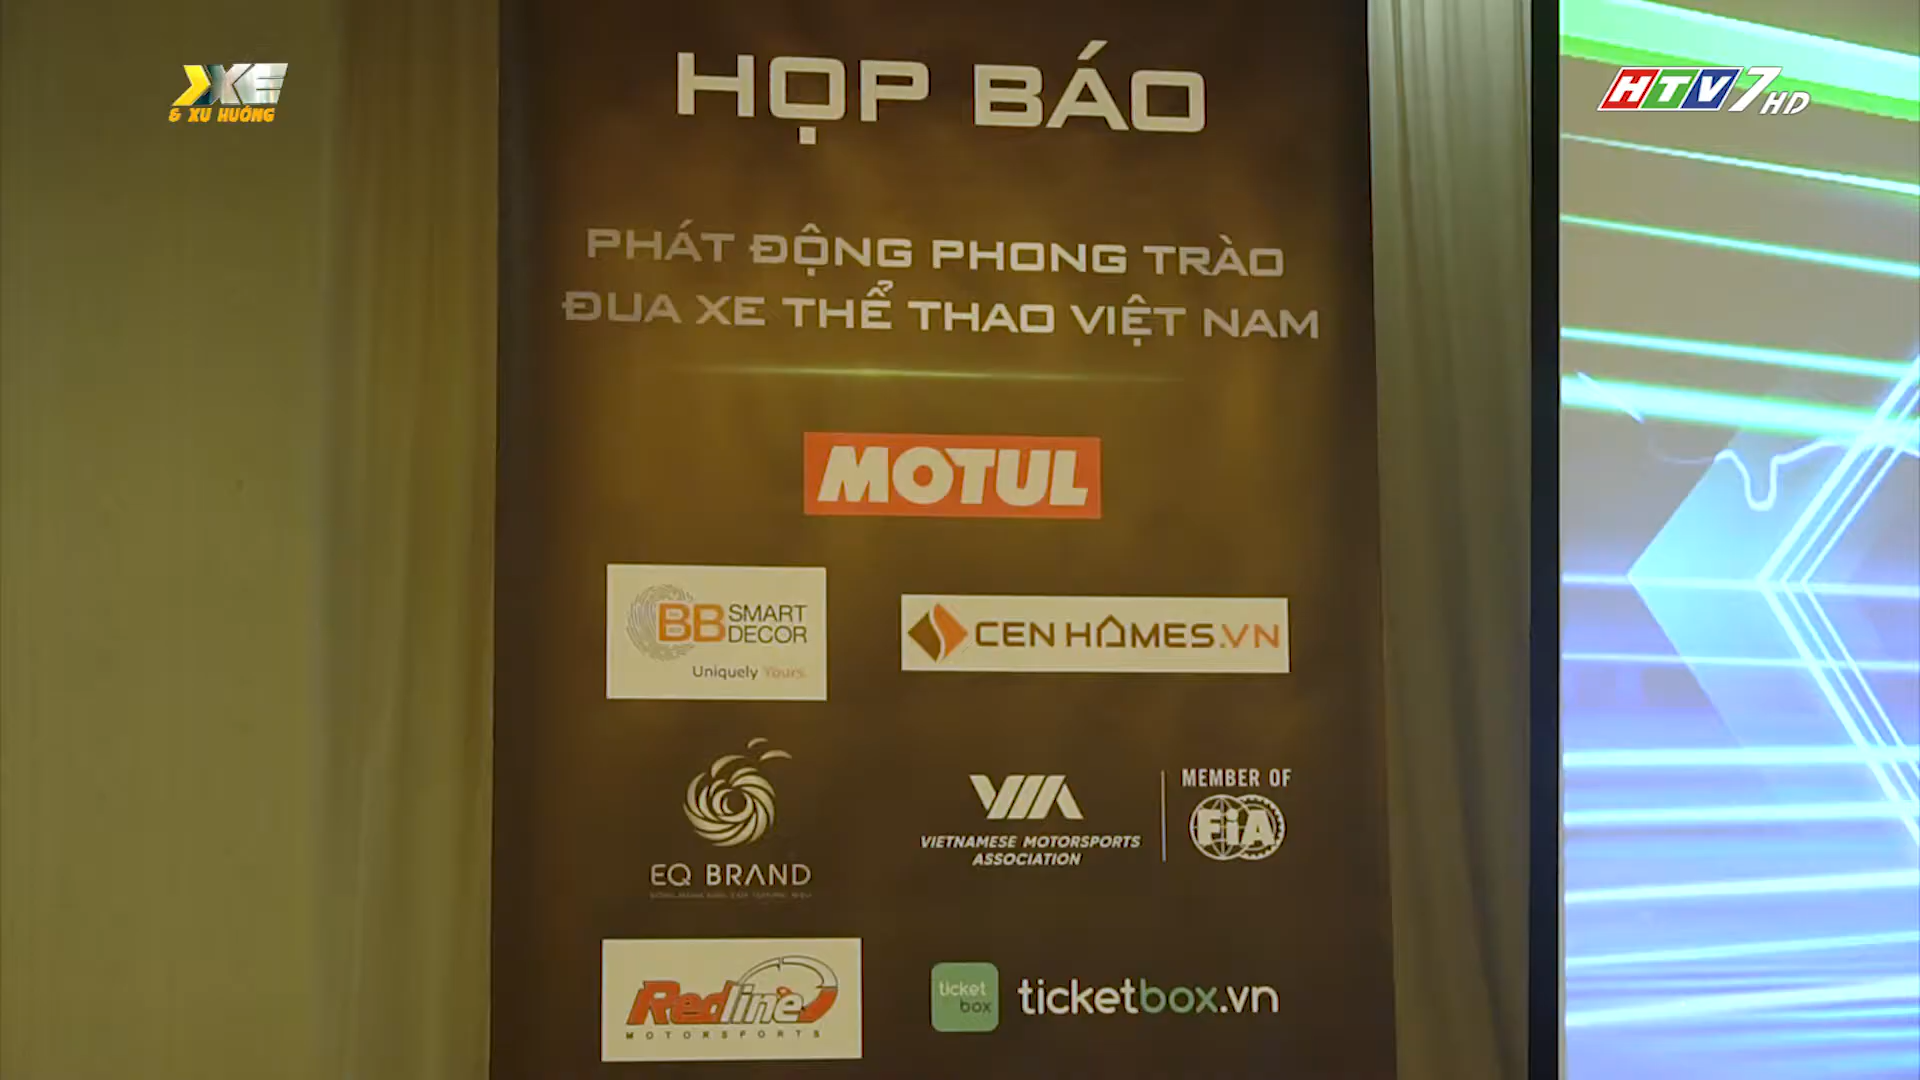 XE
& XU HƯỚNG
HTV7 HD
HỌP BÁO
PHÁT ĐỘNG PHONG TRÀO
ĐUA XE THỂ THAO VIỆT NAM
MOTUL
BB SMART
DECOR
Uniquely Yours
CENHOMES.VN
EQ BRAND
VMA
VIETNAMESE MOTORSPORTS
ASSOCIATION
MEMBER OF
FiA
Redline
MOTORSPORTS
ticket
box
ticketbox.vn